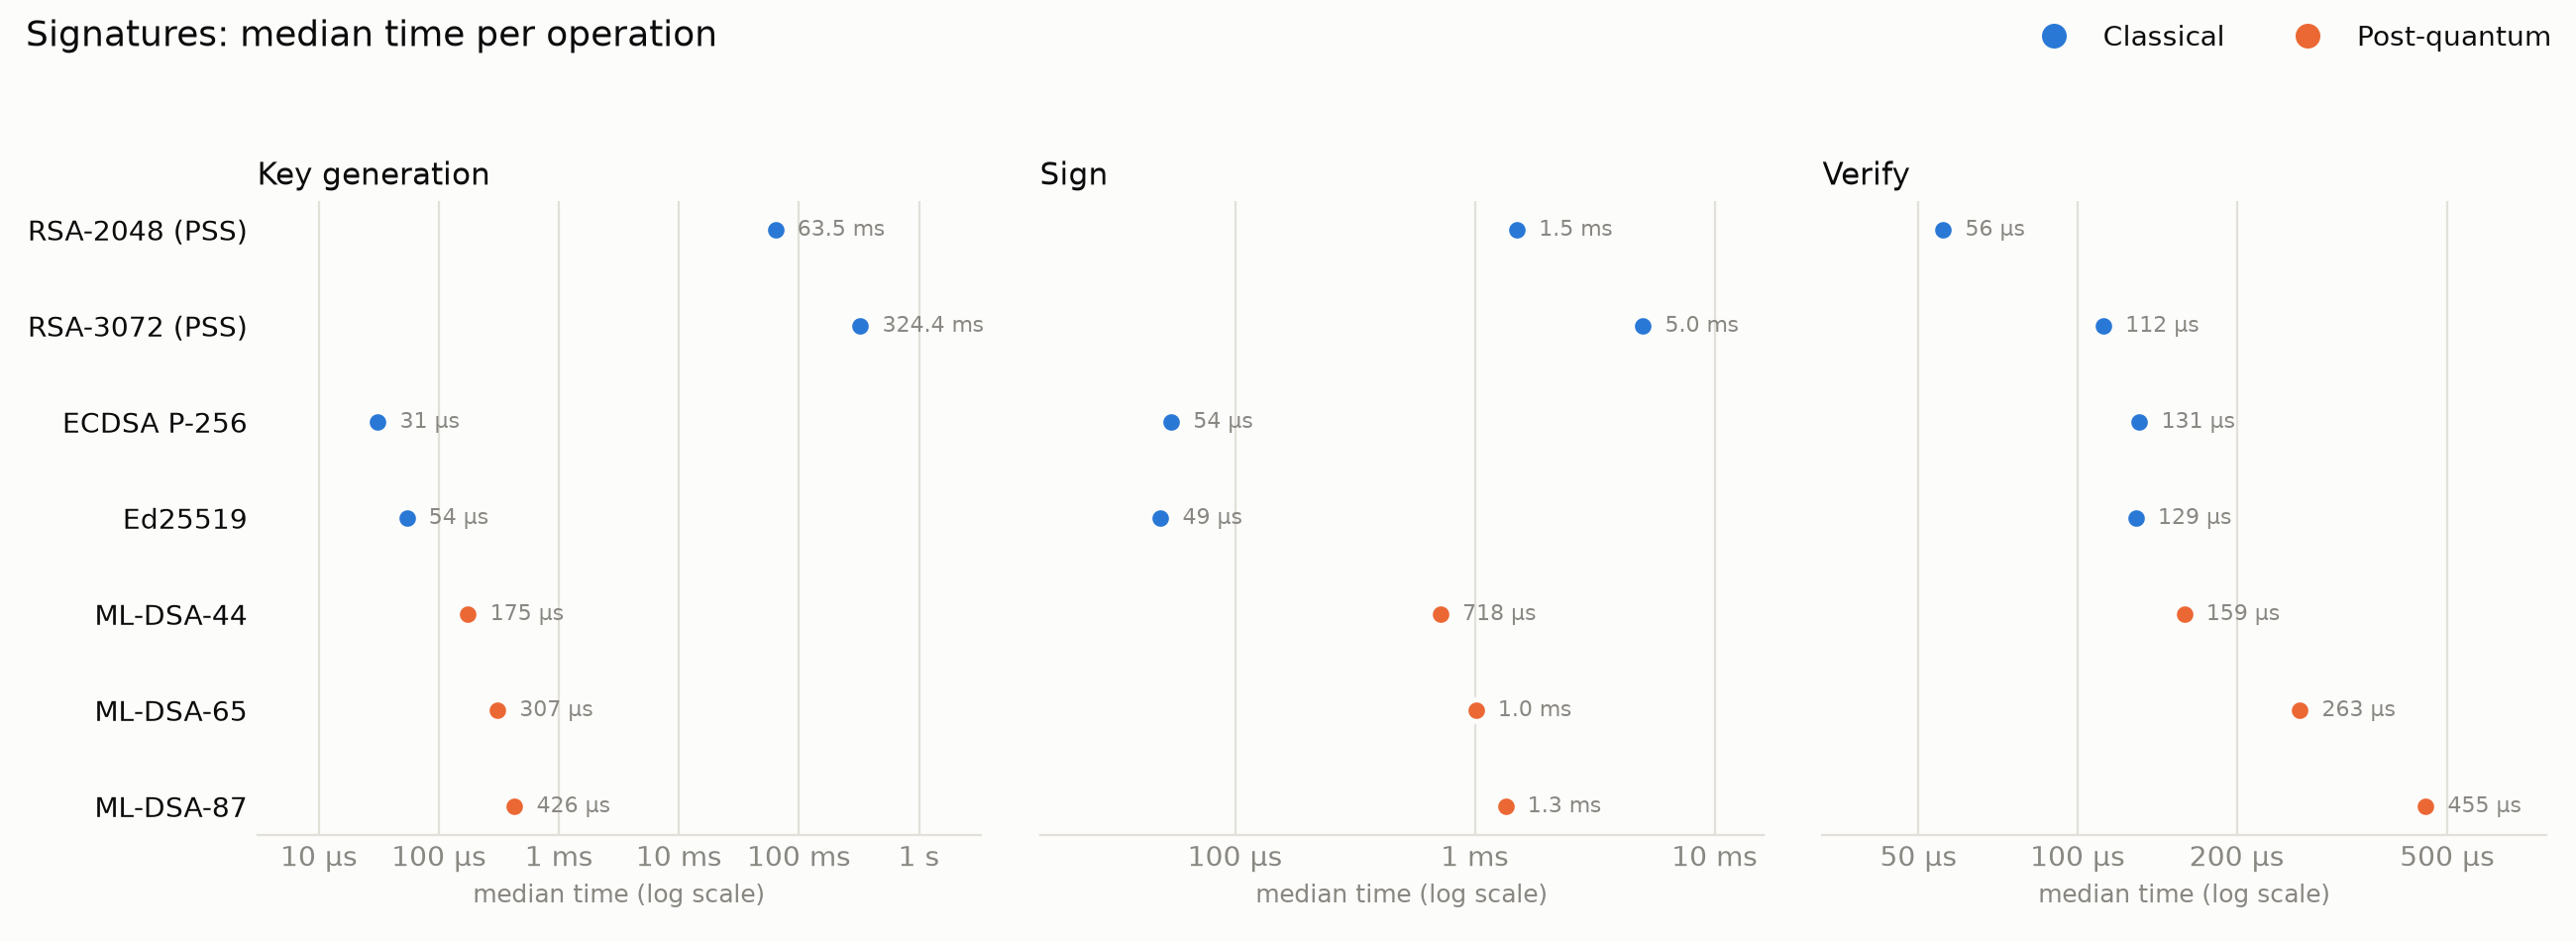 Signatures: median time per operation
Classical
Post-quantum
Key generation
Sign
Verify
RSA-2048 (PSS)
63.5 ms
1.5 ms
56 µs
RSA-3072 (PSS)
324.4 ms
5.0 ms
112 µs
ECDSA P-256
31 µs
54 µs
131 µs
Ed25519
54 µs
49 µs
129 µs
ML-DSA-44
175 µs
718 µs
159 µs
ML-DSA-65
307 µs
1.0 ms
263 µs
ML-DSA-87
426 µs
1.3 ms
455 µs
10 µs 100 µs 1 ms 10 ms 100 ms 1 s
100 µs 1 ms 10 ms
50 µs 100 µs 200 µs 500 µs
median time (log scale)
median time (log scale)
median time (log scale)